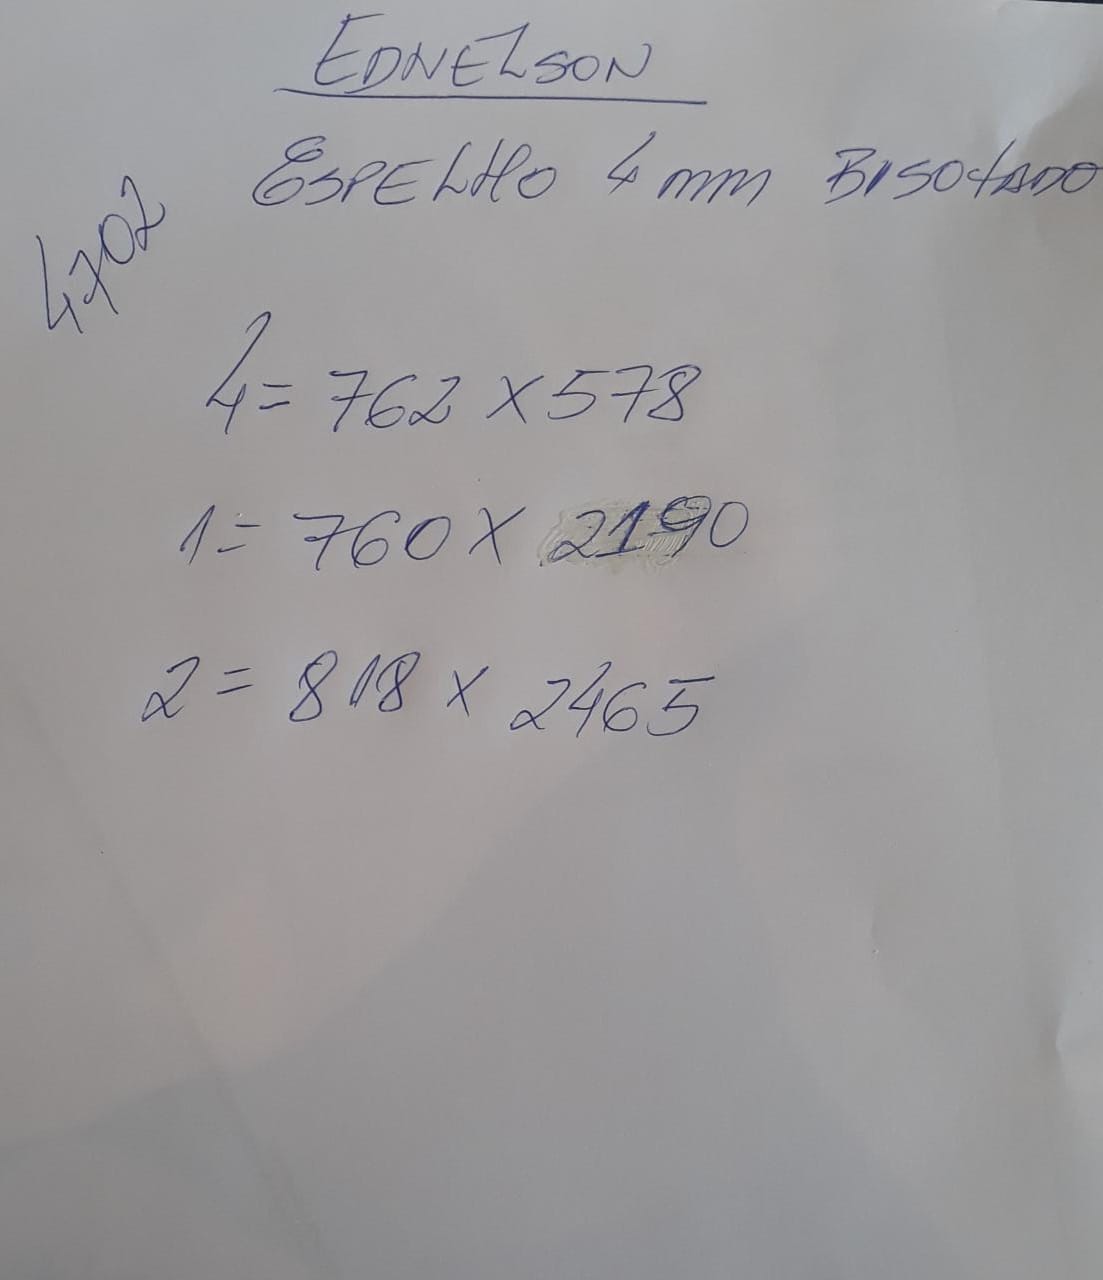 EDNELSON
ESPELHO 4 mm BISOTADO
4702
4= 762 X 578
1= 760 X 2190
2= 818 X 2465